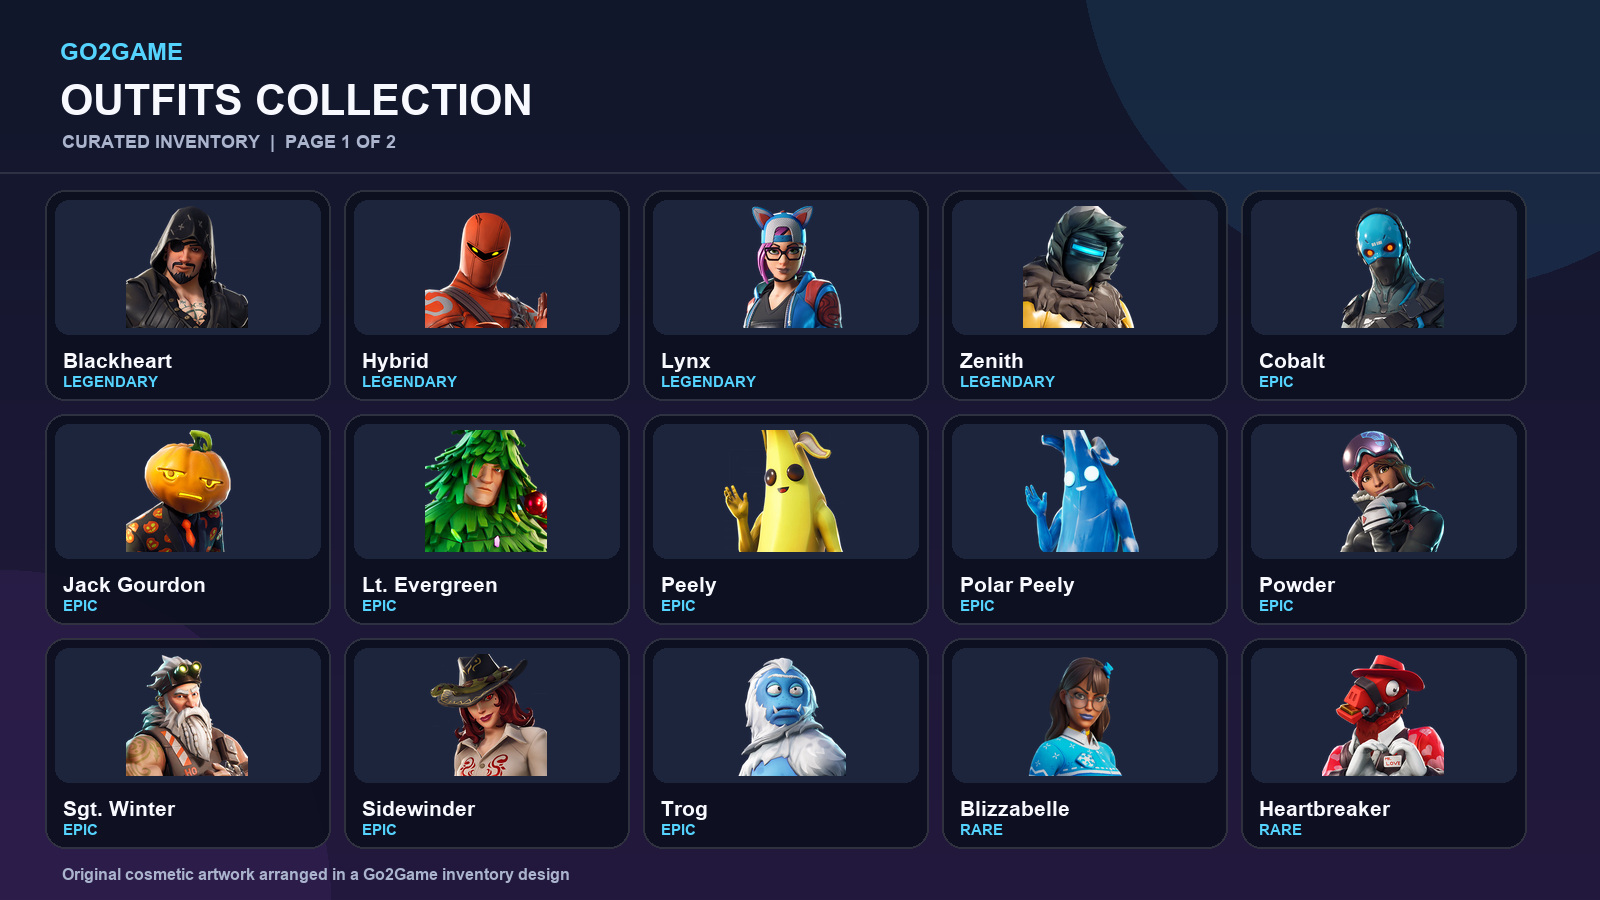 GO2GAME
OUTFITS COLLECTION
CURATED INVENTORY | PAGE 1 OF 2
Blackheart
LEGENDARY
Hybrid
LEGENDARY
Lynx
LEGENDARY
Zenith
LEGENDARY
Cobalt
EPIC
Jack Gourdon
EPIC
Lt. Evergreen
EPIC
Peely
EPIC
Polar Peely
EPIC
Powder
EPIC
HO
Sgt. Winter
EPIC
Sidewinder
EPIC
Trog
EPIC
Blizzabelle
RARE
LOVE
Heartbreaker
RARE
Original cosmetic artwork arranged in a Go2Game inventory design